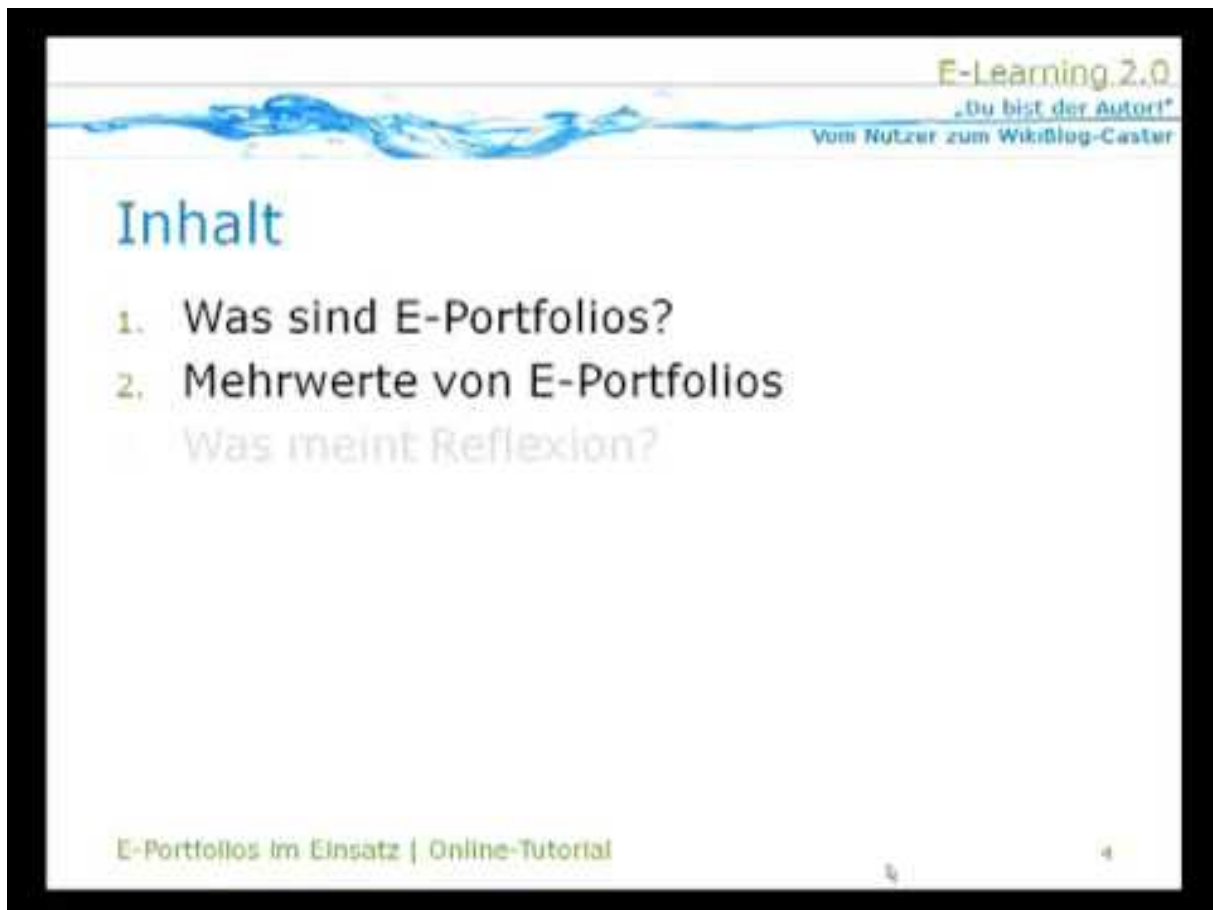 E-Learning 2.0
„Du bist der Autor!"
Vom Nutzer zum WikiBlog-Caster
Inhalt
1. Was sind E-Portfolios?
2. Mehrwerte von E-Portfolios
Was meint Reflexion?
E-Portfolios im Einsatz | Online-Tutorial
4